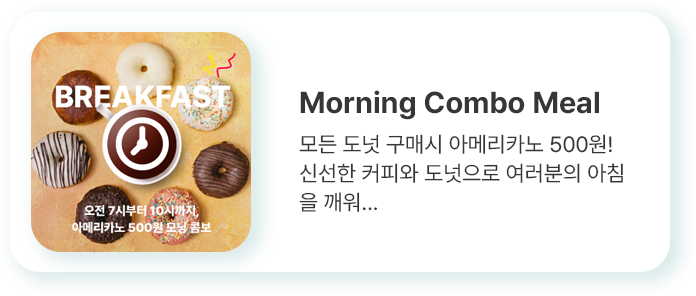 BREAKFAST
오전 7시부터 10시까지,
아메리카노 500원 모닝 콤보
Morning Combo Meal
모든 도넛 구매시 아메리카노 500원!
신선한 커피와 도넛으로 여러분의 아침
을 깨워...